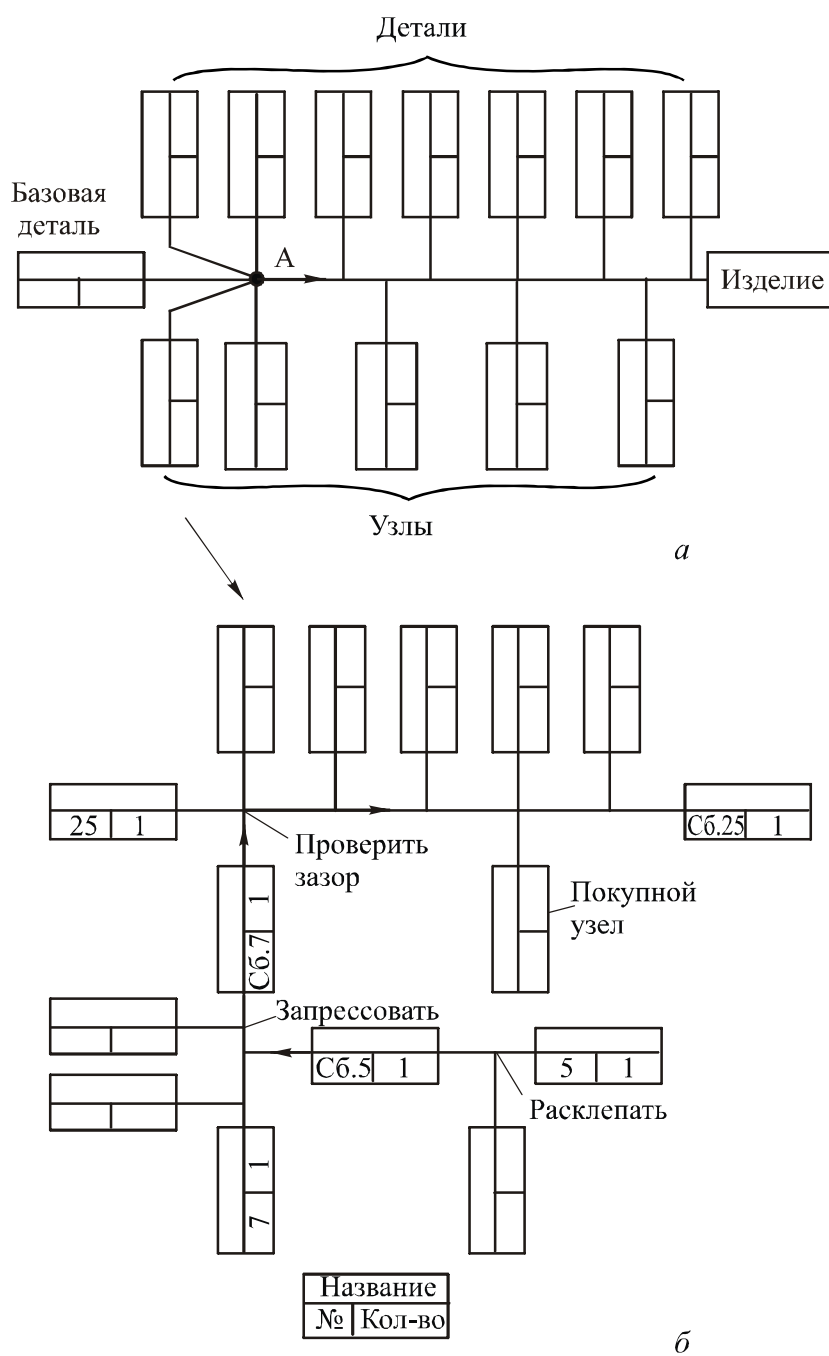 Детали
Базовая
деталь
А
Изделие
Узлы
а
25 1
Сб.25 1
Проверить
зазор
Сб.7 1
Покупной
узел
Запрессовать
Сб.5 1
5 1
Расклепать
7 1
Название
№ Кол-во
б